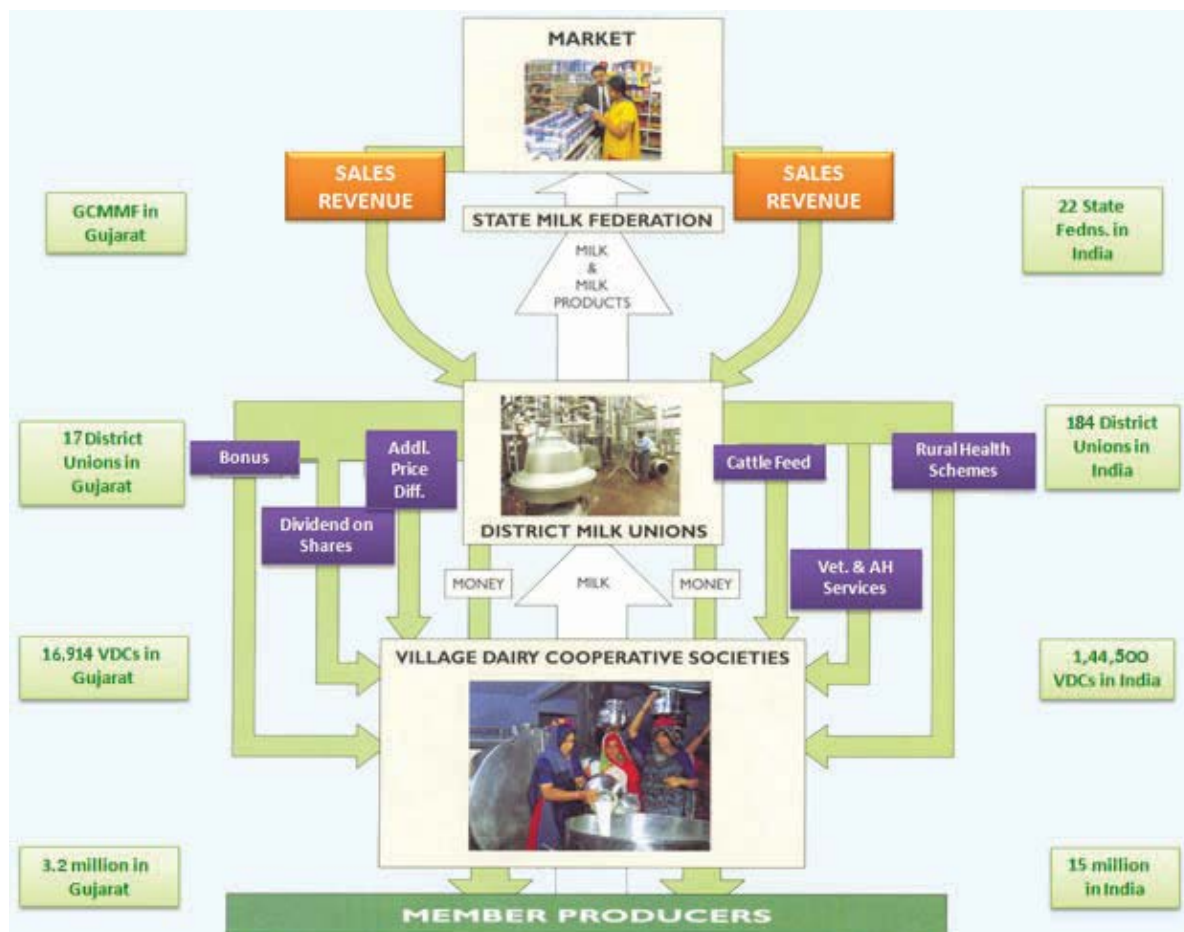 MARKET
SALES
REVENUE
SALES
REVENUE
GCMMF in
Gujarat
STATE MILK FEDERATION
22 State
Fedns. in
India
MILK
&
MILK
PRODUCTS
17 District
Unions in
Gujarat
Bonus
Addl.
Price
Diff.
Dividend on
Shares
Cattle Feed
Rural Health
Schemes
184 District
Unions in
India
DISTRICT MILK UNIONS
Vet. & AH
Services
MONEY
MILK
MONEY
16,914 VDCs in
Gujarat
VILLAGE DAIRY COOPERATIVE SOCIETIES
1,44,500
VDCs in India
3.2 million in
Gujarat
15 million
in India
MEMBER PRODUCERS